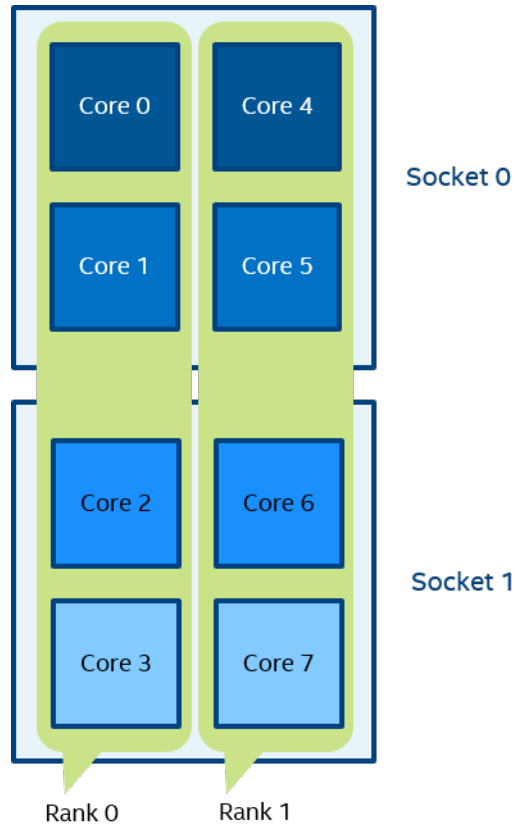 Core 0
Core 4
Socket 0
Core 1
Core 5
Core 2
Core 6
Socket 1
Core 3
Core 7
Rank 0
Rank 1